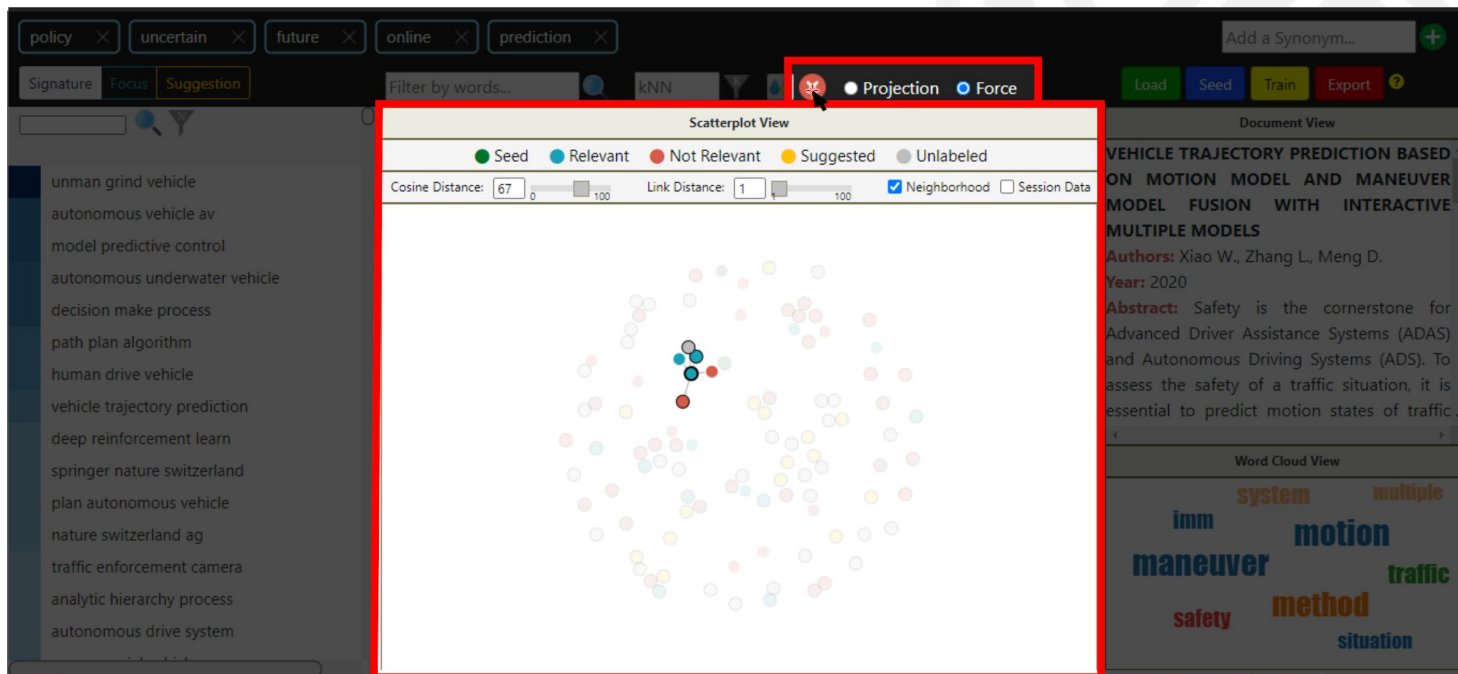 policy × uncertain × future × online × prediction ×
Add a Synonym...
Signature Focus Suggestion
Filter by words...
kNN
Projection Force
Load Seed Train Export ?
Scatterplot View
Seed Relevant Not Relevant Suggested Unlabeled
Cosine Distance: 67 0 100 Link Distance: 1 1 100 Neighborhood Session Data
unman grind vehicle
autonomous vehicle av
model predictive control
autonomous underwater vehicle
decision make process
path plan algorithm
human drive vehicle
vehicle trajectory prediction
deep reinforcement learn
springer nature switzerland
plan autonomous vehicle
nature switzerland ag
traffic enforcement camera
analytic hierarchy process
autonomous drive system
Document View
VEHICLE TRAJECTORY PREDICTION BASED
ON MOTION MODEL AND MANEUVER
MODEL FUSION WITH INTERACTIVE
MULTIPLE MODELS
Authors: Xiao W., Zhang L., Meng D.
Year: 2020
Abstract: Safety is the cornerstone for
Advanced Driver Assistance Systems (ADAS)
and Autonomous Driving Systems (ADS). To
assess the safety of a traffic situation, it is
essential to predict motion states of traffic
Word Cloud View
system multiple
imm motion
maneuver traffic
safety method
situation